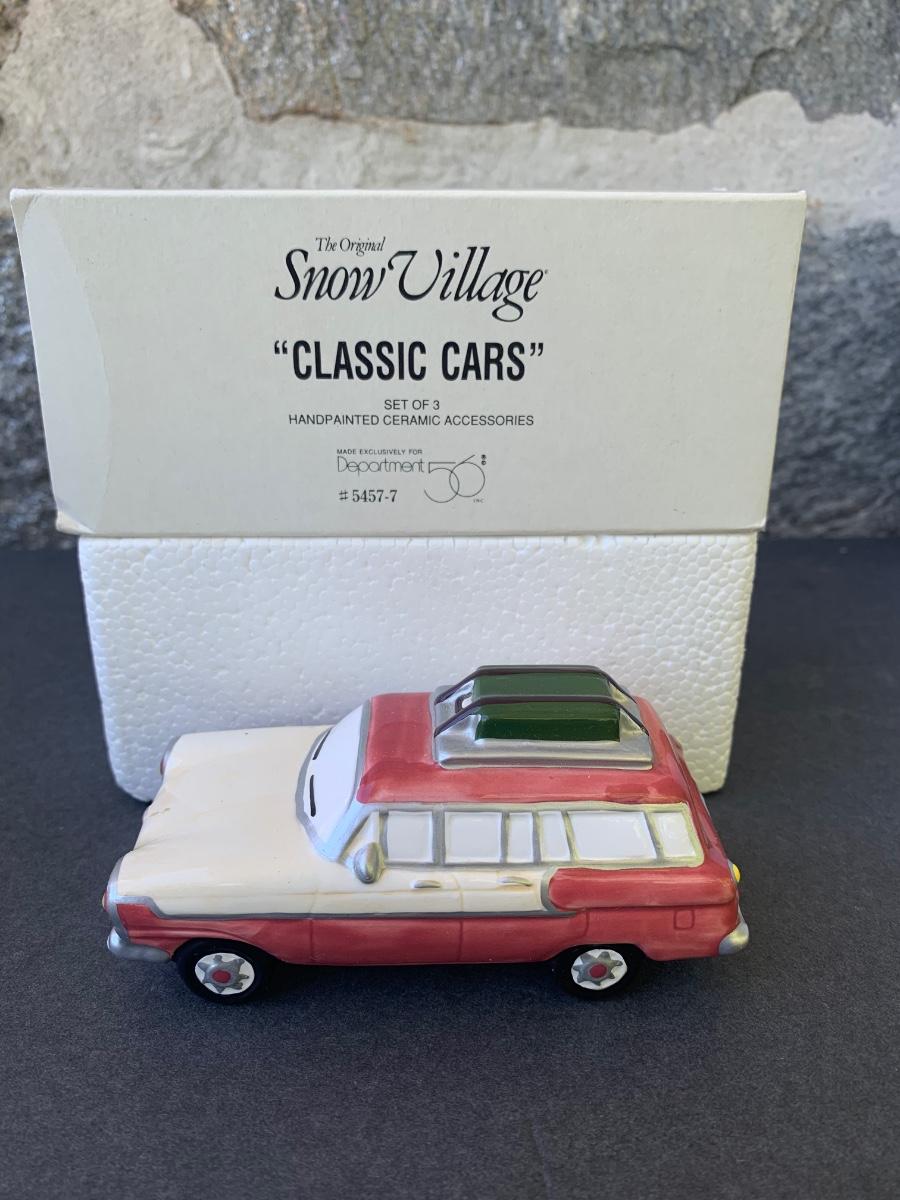 The Original
Snow Village®
“CLASSIC CARS”
SET OF 3
HANDPAINTED CERAMIC ACCESSORIES
MADE EXCLUSIVELY FOR
Department 56®
INC
#5457-7